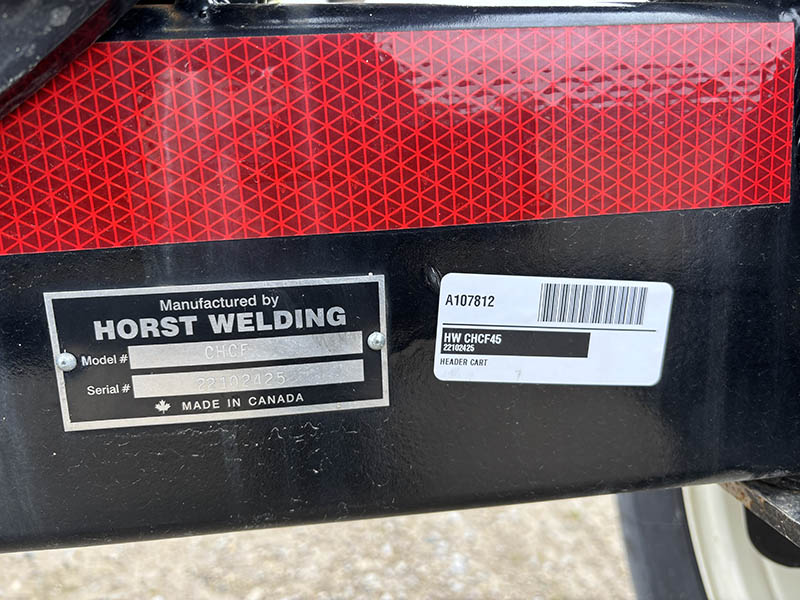 Manufactured by
HORST WELDING
Model # CHCF
Serial # 22102425
MADE IN CANADA
A107812
HW CHCF45
22102425
HEADER CART